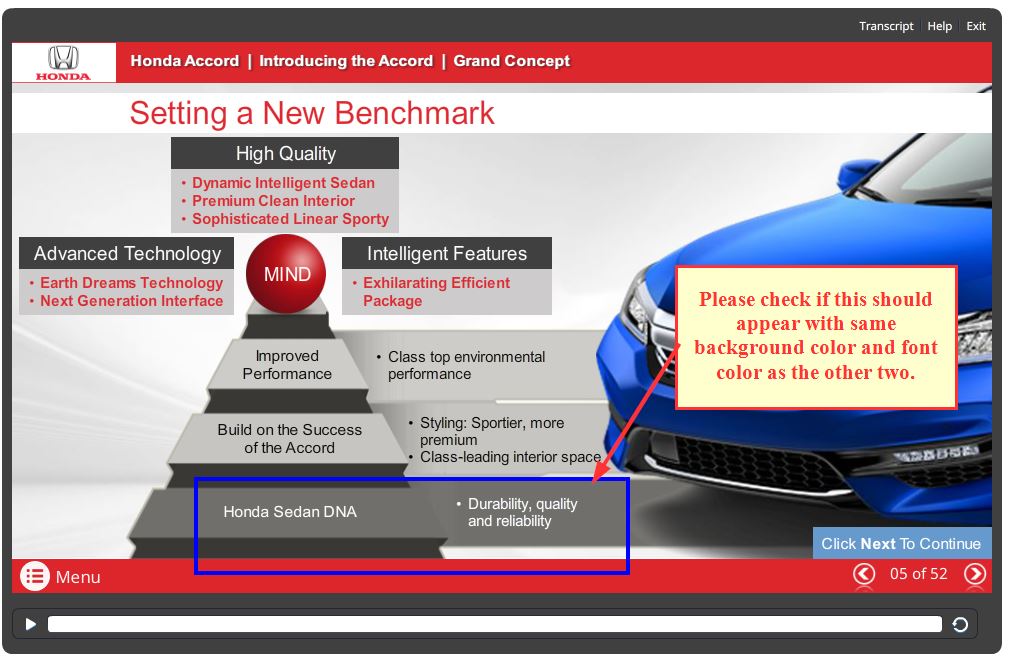 Transcript | Help | Exit
HONDA
Honda Accord | Introducing the Accord | Grand Concept
Setting a New Benchmark
High Quality
• Dynamic Intelligent Sedan
• Premium Clean Interior
• Sophisticated Linear Sporty
Advanced Technology
• Earth Dreams Technology
• Next Generation Interface
MIND
Intelligent Features
• Exhilarating Efficient
Package
Please check if this should
appear with same
background color and font
color as the other two.
Improved
Performance
• Class top environmental
performance
Build on the Success
of the Accord
• Styling: Sportier, more
premium
• Class-leading interior space
Honda Sedan DNA
• Durability, quality
and reliability
Click Next To Continue
Menu
05 of 52